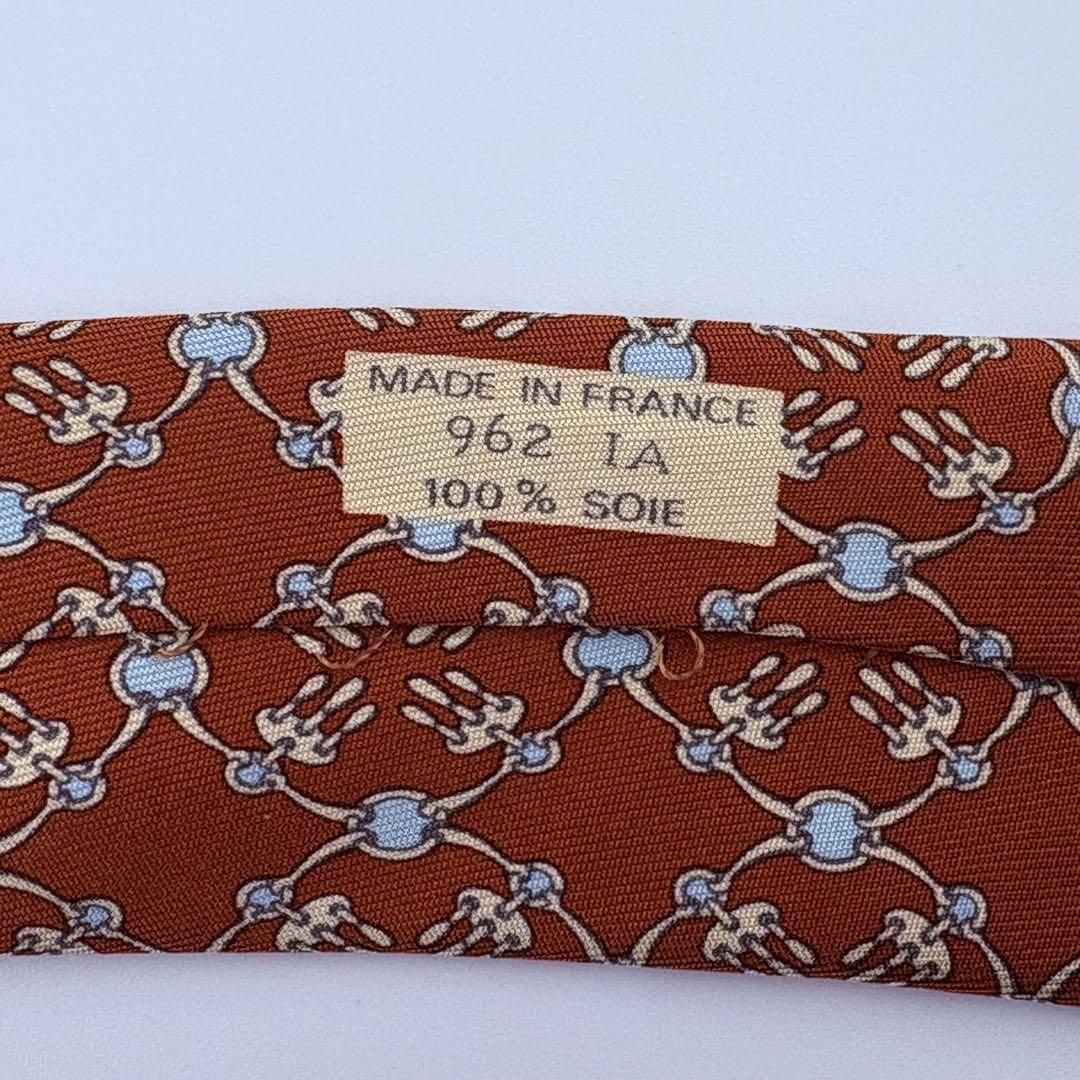 MADE IN FRANCE
962 IA
100% SOIE